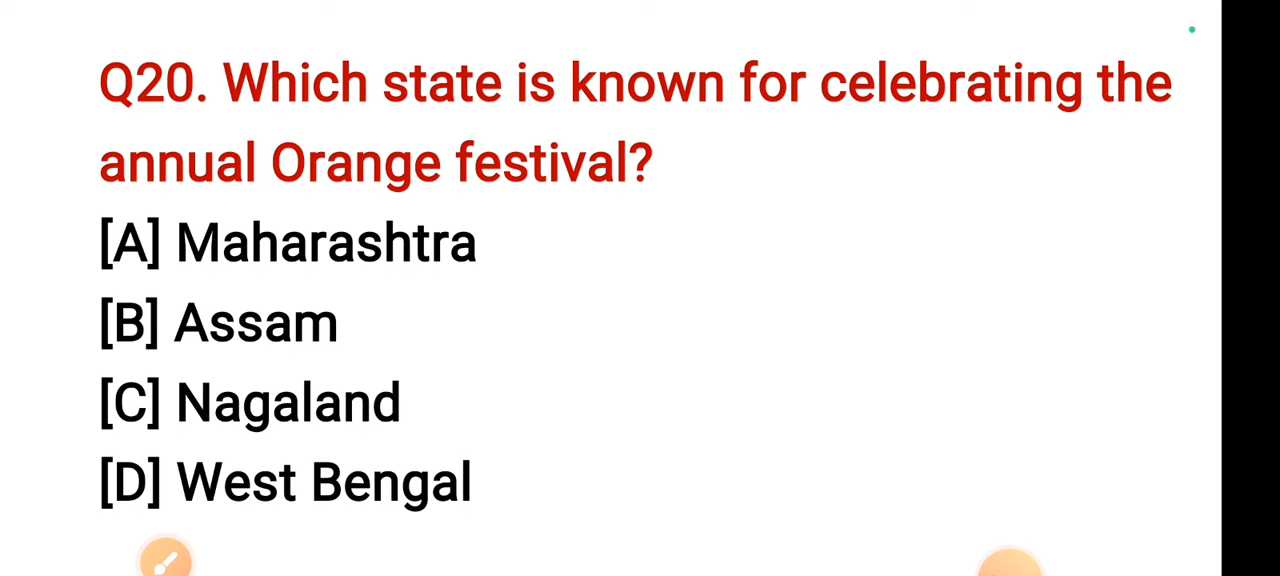 Q20. Which state is known for celebrating the
annual Orange festival?
[A] Maharashtra
[B] Assam
[C] Nagaland
[D] West Bengal